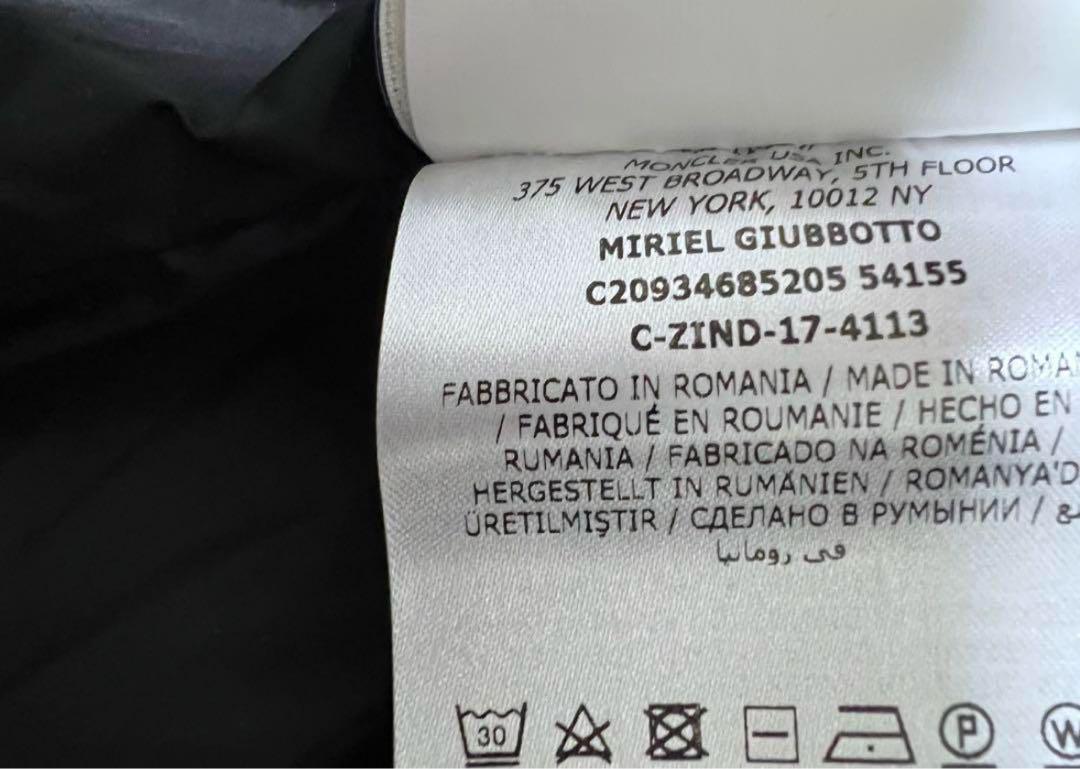 MONCLER USA INC.
375 WEST BROADWAY, 5TH FLOOR
NEW YORK, 10012 NY
MIRIEL GIUBBOTTO
C20934685205 54155
C-ZIND-17-4113
FABBRICATO IN ROMANIA / MADE IN ROMAN
/ FABRIQUÉ EN ROUMANIE / HECHO EN
RUMANIA / FABRICADO NA ROMÉNIA /
HERGESTELLT IN RUMÄNIEN / ROMANYA'D
ÜRETILMIŞTIR / СДЕЛАНО В РУМЫНИИ /
في رومانيا
30
P
W